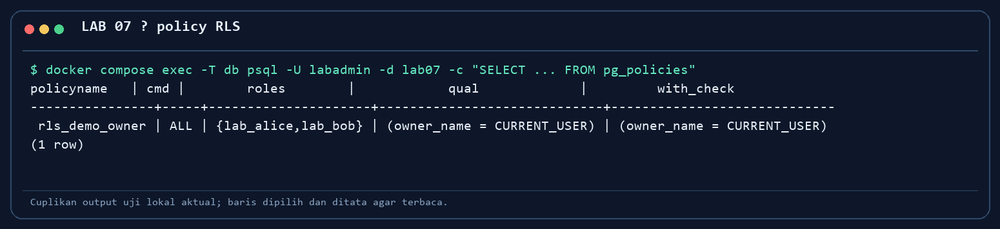 LAB 07 ? policy RLS
$ docker compose exec -T db psql -U labadmin -d lab07 -c "SELECT ... FROM pg_policies"
policyname   | cmd |        roles        |            qual             |         with_check
----------------+-----+---------------------+-----------------------------+-----------------------------
 rls_demo_owner | ALL | {lab_alice,lab_bob} | (owner_name = CURRENT_USER) | (owner_name = CURRENT_USER)
(1 row)
Cuplikan output uji lokal aktual; baris dipilih dan ditata agar terbaca.